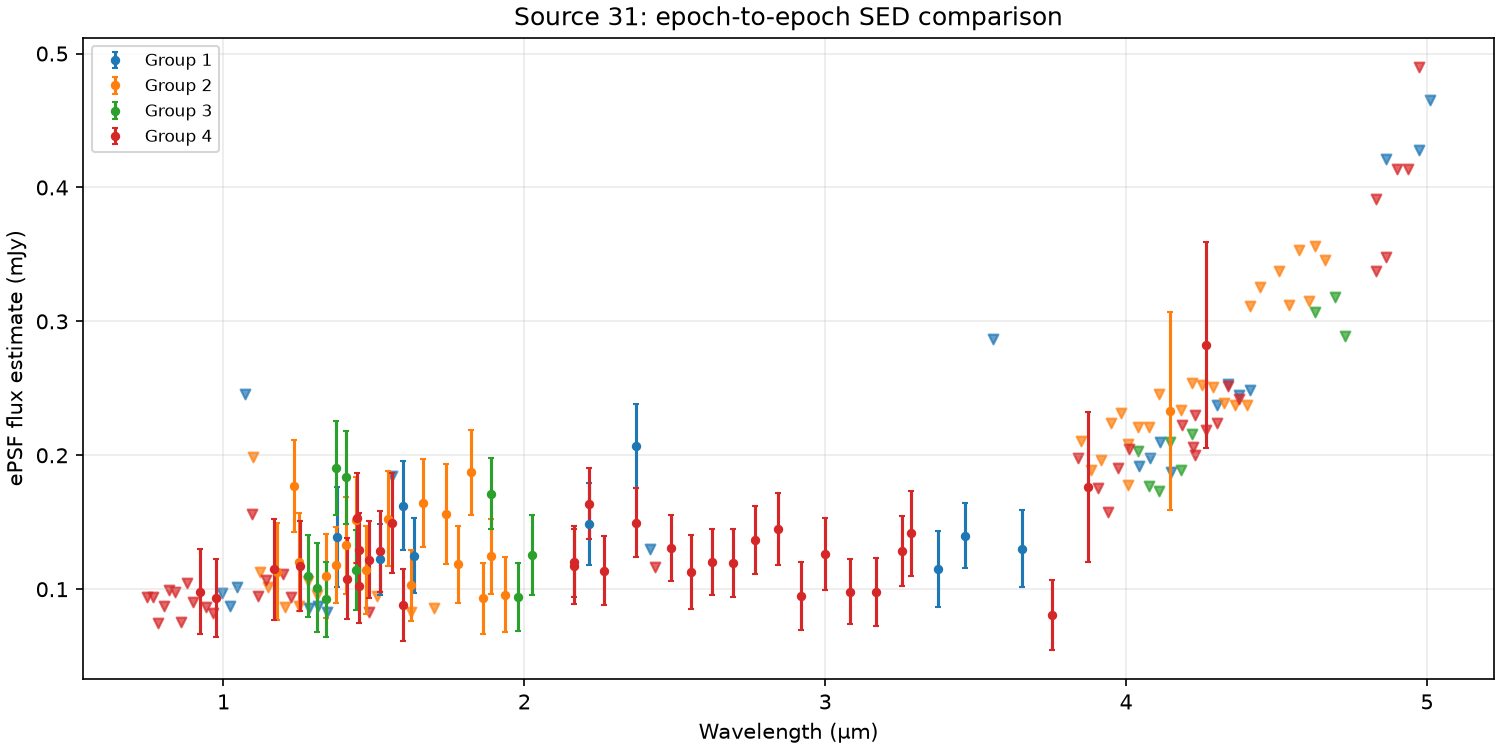 Source 31: epoch-to-epoch SED comparison
Group 1
Group 2
Group 3
Group 4
ePSF flux estimate (mJy)
0.5
0.4
0.3
0.2
0.1
1 2 3 4 5
Wavelength (µm)